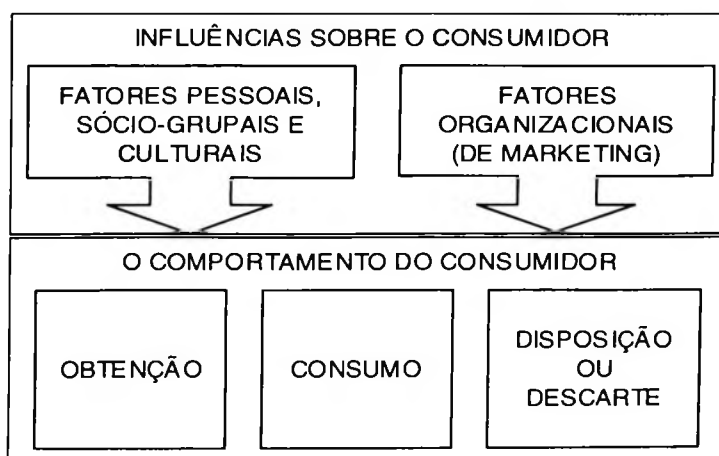 INFLUÊNCIAS SOBRE O CONSUMIDOR
FATORES PESSOAIS,
SÓCIO-GRUPAIS E
CULTURAIS
FATORES
ORGANIZACIONAIS
(DE MARKETING)
O COMPORTAMENTO DO CONSUMIDOR
OBTENÇÃO
CONSUMO
DISPOSIÇÃO
OU
DESCARTE